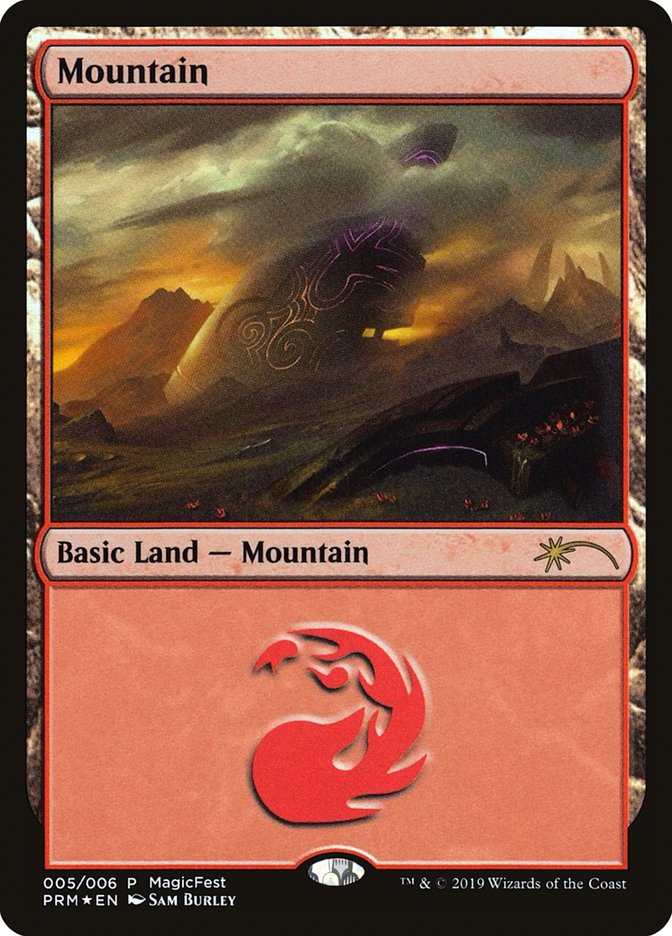 Mountain
Basic Land — Mountain
005/006 P MagicFest
PRM★EN Sam Burley
™ & © 2019 Wizards of the Coast